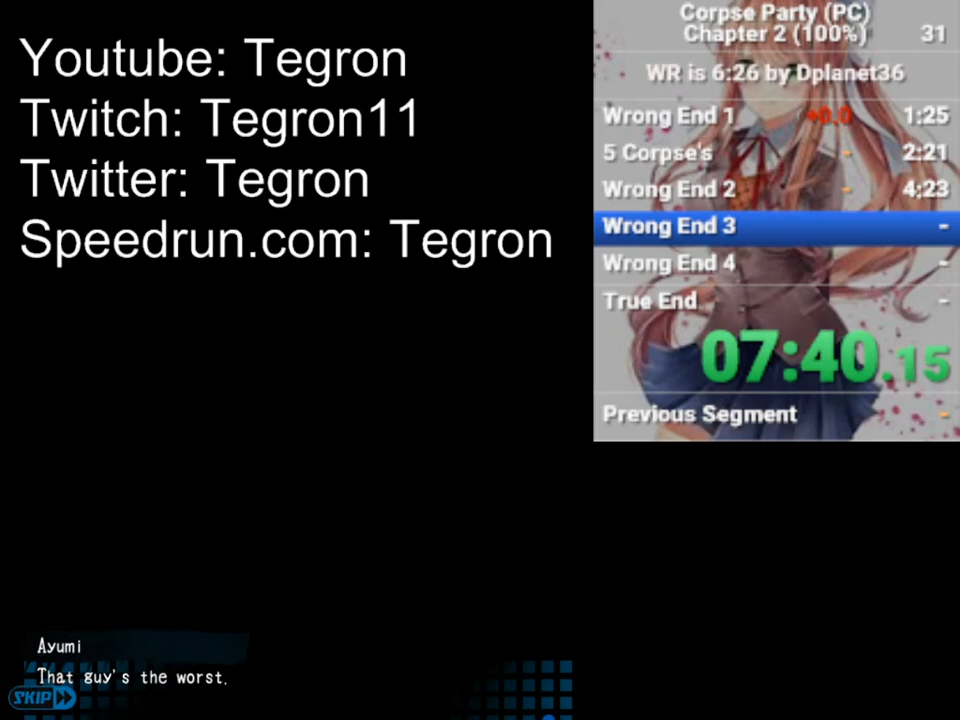 Youtube: Tegron
Twitch: Tegron11
Twitter: Tegron
Speedrun.com: Tegron
Corpse Party (PC)
Chapter 2 (100%) 31
WR is 6:26 by Dplanet36
Wrong End 1 +0.0 1:25
5 Corpse's - 2:21
Wrong End 2 - 4:23
Wrong End 3 -
Wrong End 4 -
True End -
07:40.15
Previous Segment -
Ayumi
That guy's the worst.
SKIP